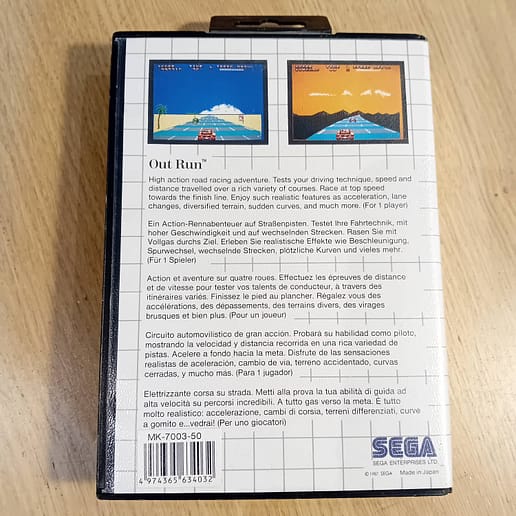 Out Run™
High action road racing adventure. Tests your driving technique, speed and
distance travelled over a rich variety of courses. Race at top speed
towards the finish line. Enjoy such realistic features as acceleration, lane
changes, diversified terrain, sudden curves, and much more. (For 1 player)
Ein Action-Rennabenteuer auf Straßenpisten. Testet Ihre Fahrtechnik, mit
hoher Geschwindigkeit und auf wechselnden Strecken. Rasen Sie mit
Vollgas durchs Ziel. Erleben Sie realistische Effekte wie Beschleunigung,
Spurwechsel, wechselnde Strecken, plötzliche Kurven und vieles mehr.
(Für 1 Spieler)
Action et aventure sur quatre roues. Effectuez les épreuves de distance
et de vitesse pour tester vos talents de conducteur, à travers des
itinéraires variés. Finissez le pied au plancher. Régalez vous des
accélérations, des dépassements, des terrains divers, des virages
brusques et bien plus. (Pour un joueur)
Circuito automovilístico de gran acción. Probará su habilidad como piloto,
mostrando la velocidad y distancia recorrida en una rica variedad de
pistas. Acelere a fondo hacia la meta. Disfrute de las sensaciones
realistas de aceleración, cambio de via, terreno accidentado, curvas
cerradas, y mucho más. (Para 1 jugador)
Elettrizzante corsa su strada. Metti alla prova la tua abilità di guida ad
alta velocità su percorsi incredibili. A tutto gas verso la meta. E tutto
molto realistico: accelerazione, cambi di corsia, terreni differenziati, curve
a gomito e...vedrai! (Per uno giocatori)
MK-7003-50
4 974365 634032
SEGA
SEGA ENTERPRISES LTD.
© 1987 SEGA Made in Japan